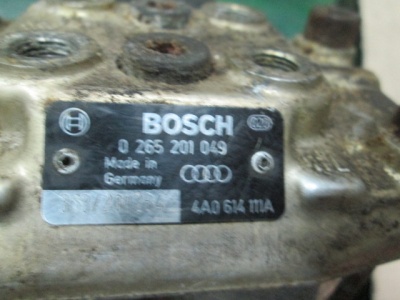 BOSCH
0 265 201 049
Made in
Germany
4A0 614 111A